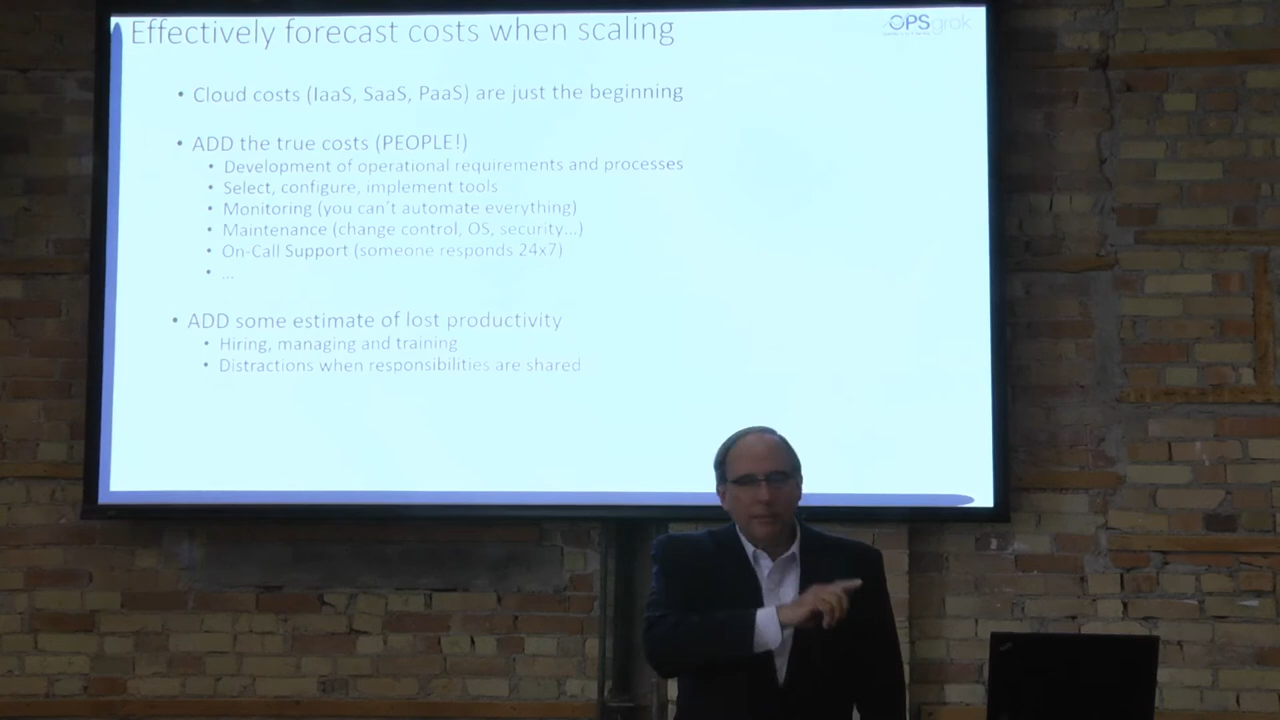 Effectively forecast costs when scaling
OPSgrok
• Cloud costs (IaaS, SaaS, PaaS) are just the beginning
• ADD the true costs (PEOPLE!)
• Development of operational requirements and processes
• Select, configure, implement tools
• Monitoring (you can't automate everything)
• Maintenance (change control, OS, security...)
• On-Call Support (someone responds 24x7)
• ...
• ADD some estimate of lost productivity
• Hiring, managing and training
• Distractions when responsibilities are shared